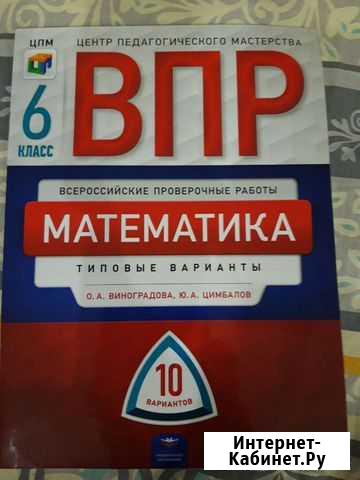 ЦПМ
ЦЕНТР ПЕДАГОГИЧЕСКОГО МАСТЕРСТВА
ВПР
6
КЛАСС
ВСЕРОССИЙСКИЕ ПРОВЕРОЧНЫЕ РАБОТЫ
МАТЕМАТИКА
ТИПОВЫЕ ВАРИАНТЫ
О.А. ВИНОГРАДОВА, Ю.А. ЦИМБАЛОВ
10
ВАРИАНТОВ
Интернет-
Кабинет.Ру